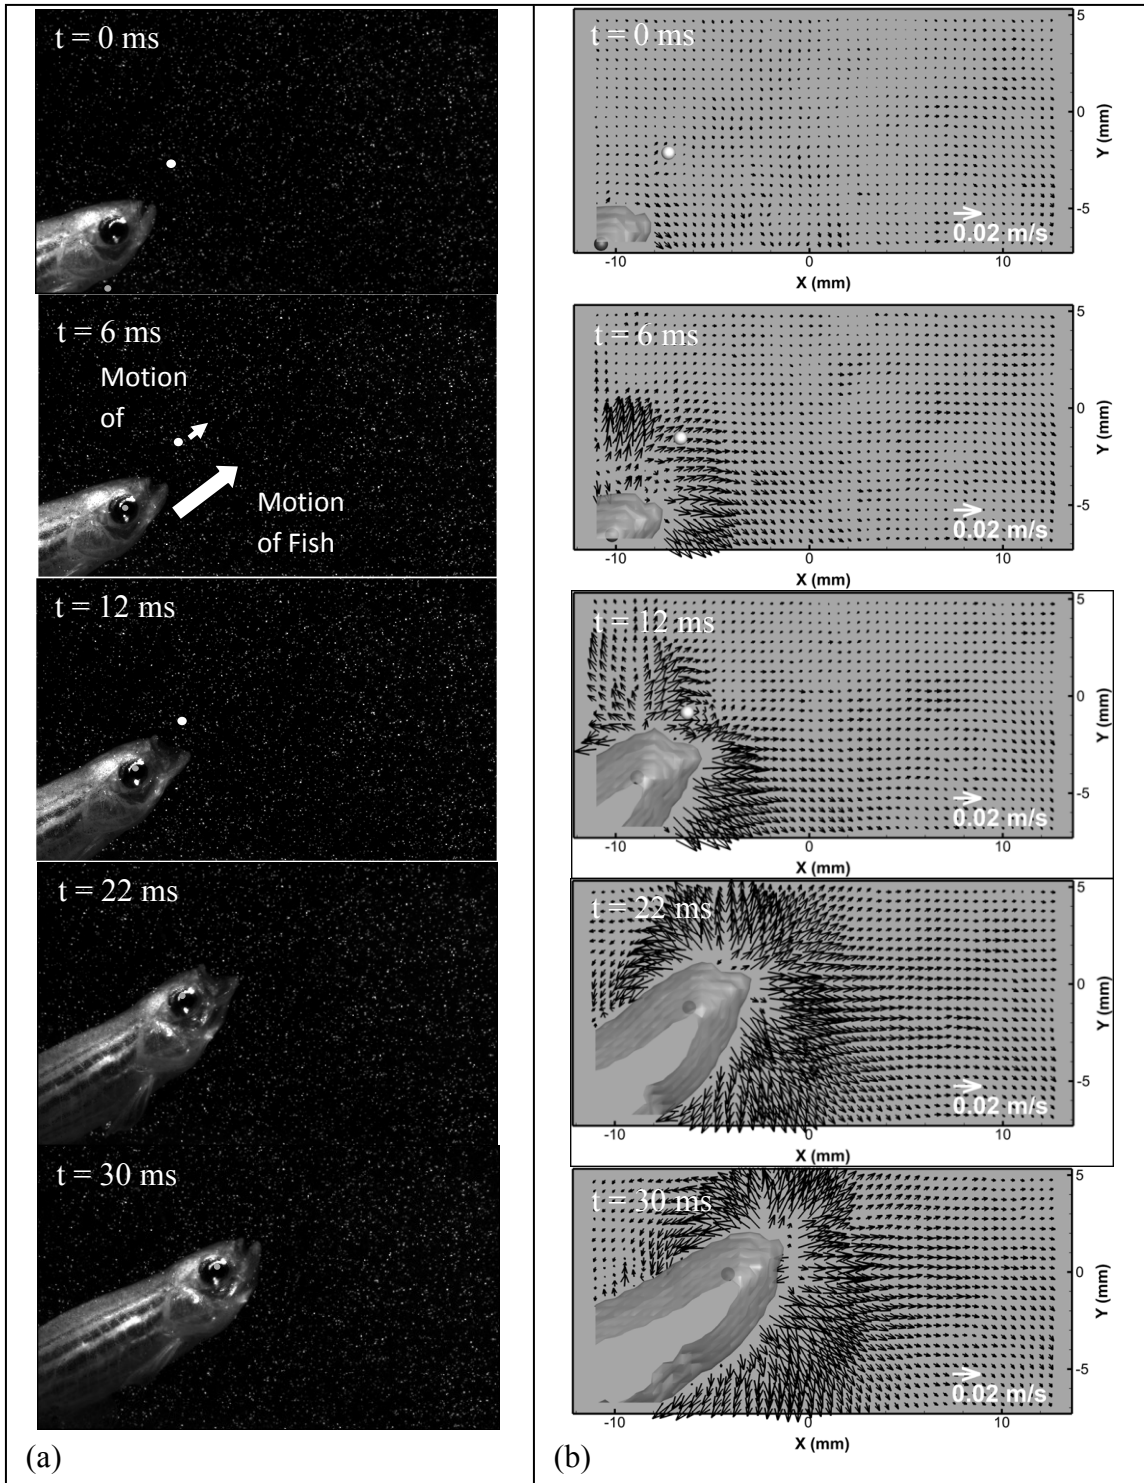 t = 0 ms
t = 6 ms
Motion
of
Motion
of Fish
t = 12 ms
t = 22 ms
t = 30 ms
(a)
t = 0 ms
5
0
-5
Y (mm)
0.02 m/s
-10 0 10
X (mm)
t = 6 ms
5
0
-5
Y (mm)
0.02 m/s
-10 0 10
X (mm)
t = 12 ms
5
0
-5
Y (mm)
0.02 m/s
-10 0 10
X (mm)
t = 22 ms
5
0
-5
Y (mm)
0.02 m/s
-10 0 10
X (mm)
t = 30 ms
5
0
-5
Y (mm)
0.02 m/s
-10 0 10
X (mm)
(b)